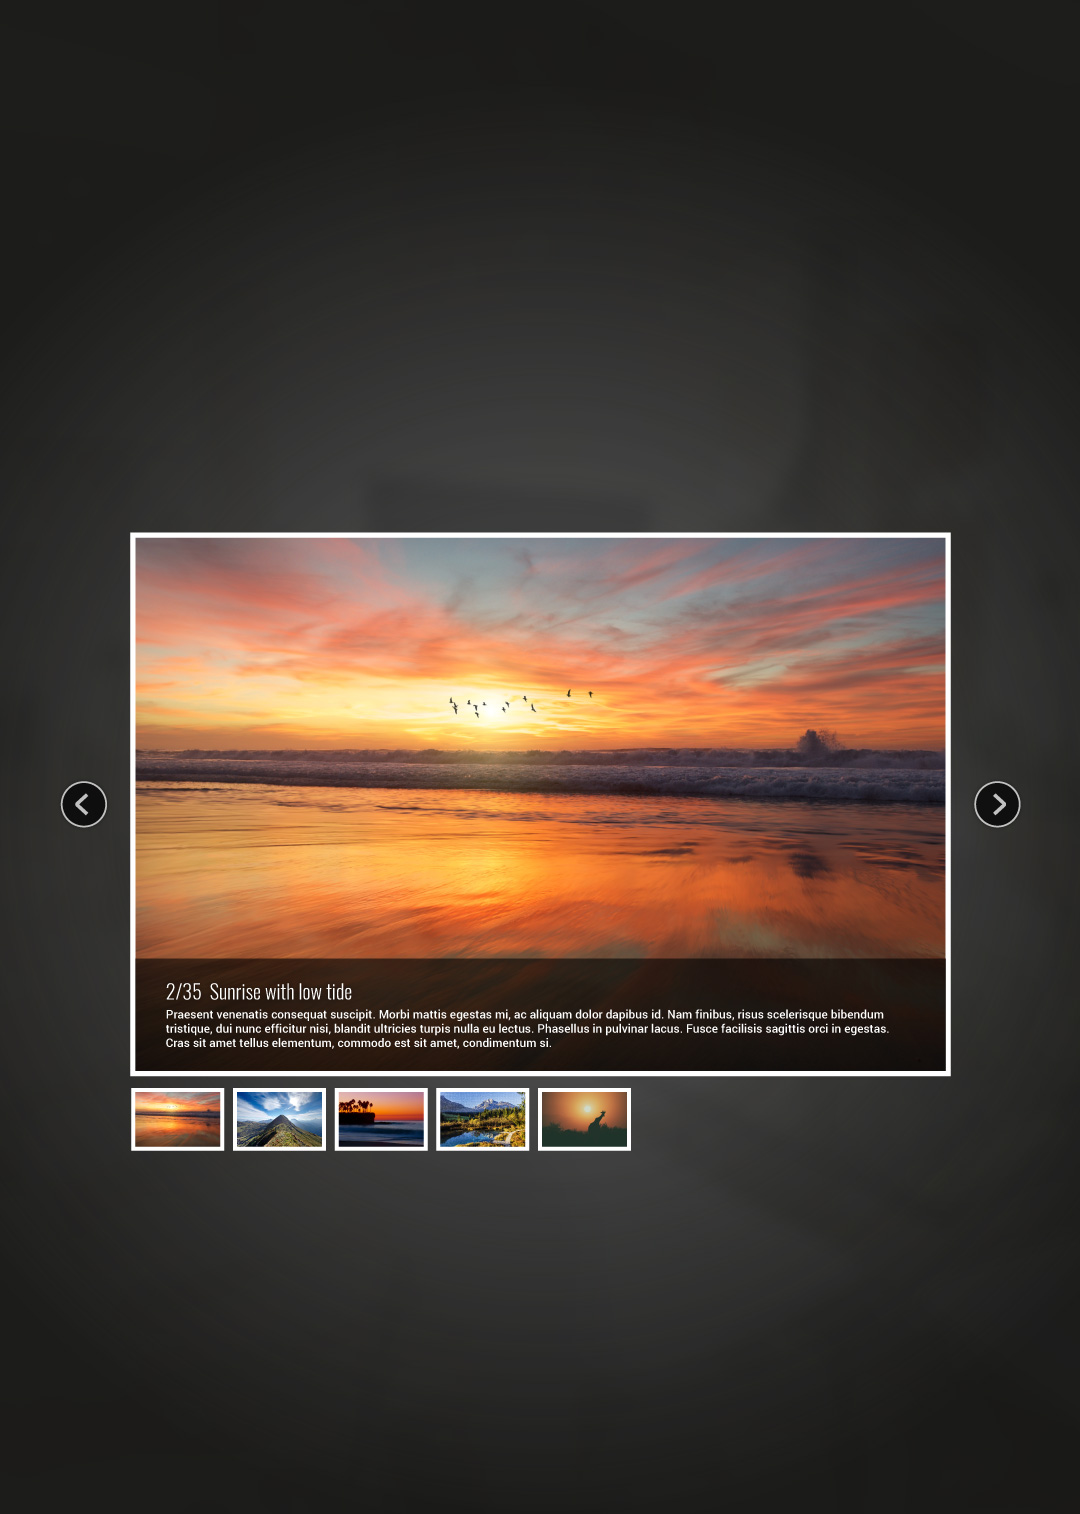 2/35 Sunrise with low tide
Praesent venenatis consequat suscipit. Morbi mattis egestas mi, ac aliquam dolor dapibus id. Nam finibus, risus scelerisque bibendum
tristique, dui nunc efficitur nisi, blandit ultricies turpis nulla eu lectus. Phasellus in pulvinar lacus. Fusce facilisis sagittis orci in egestas.
Cras sit amet tellus elementum, commodo est sit amet, condimentum si.